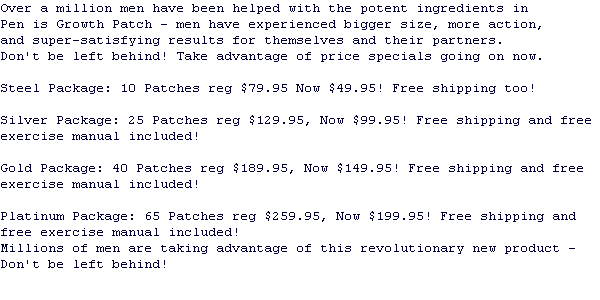 Over a million men have been helped with the potent ingredients in
Pen is Growth Patch - men have experienced bigger size, more action,
and super-satisfying results for themselves and their partners.
Don't be left behind! Take advantage of price specials going on now.
Steel Package: 10 Patches reg $79.95 Now $49.95! Free shipping too!
Silver Package: 25 Patches reg $129.95, Now $99.95! Free shipping and free
exercise manual included!
Gold Package: 40 Patches reg $189.95, Now $149.95! Free shipping and free
exercise manual included!
Platinum Package: 65 Patches reg $259.95, Now $199.95! Free shipping and
free exercise manual included!
Millions of men are taking advantage of this revolutionary new product -
Don't be left behind!